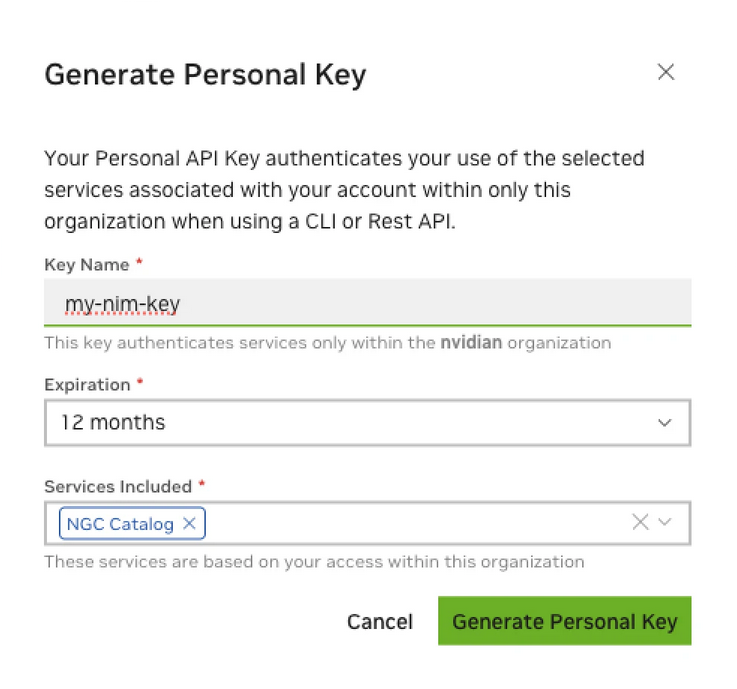 Generate Personal Key
Your Personal API Key authenticates your use of the selected
services associated with your account within only this
organization when using a CLI or Rest API.
Key Name *
my-nim-key
This key authenticates services only within the nvidian organization
Expiration *
12 months
Services Included *
NGC Catalog
These services are based on your access within this organization
Cancel
Generate Personal Key